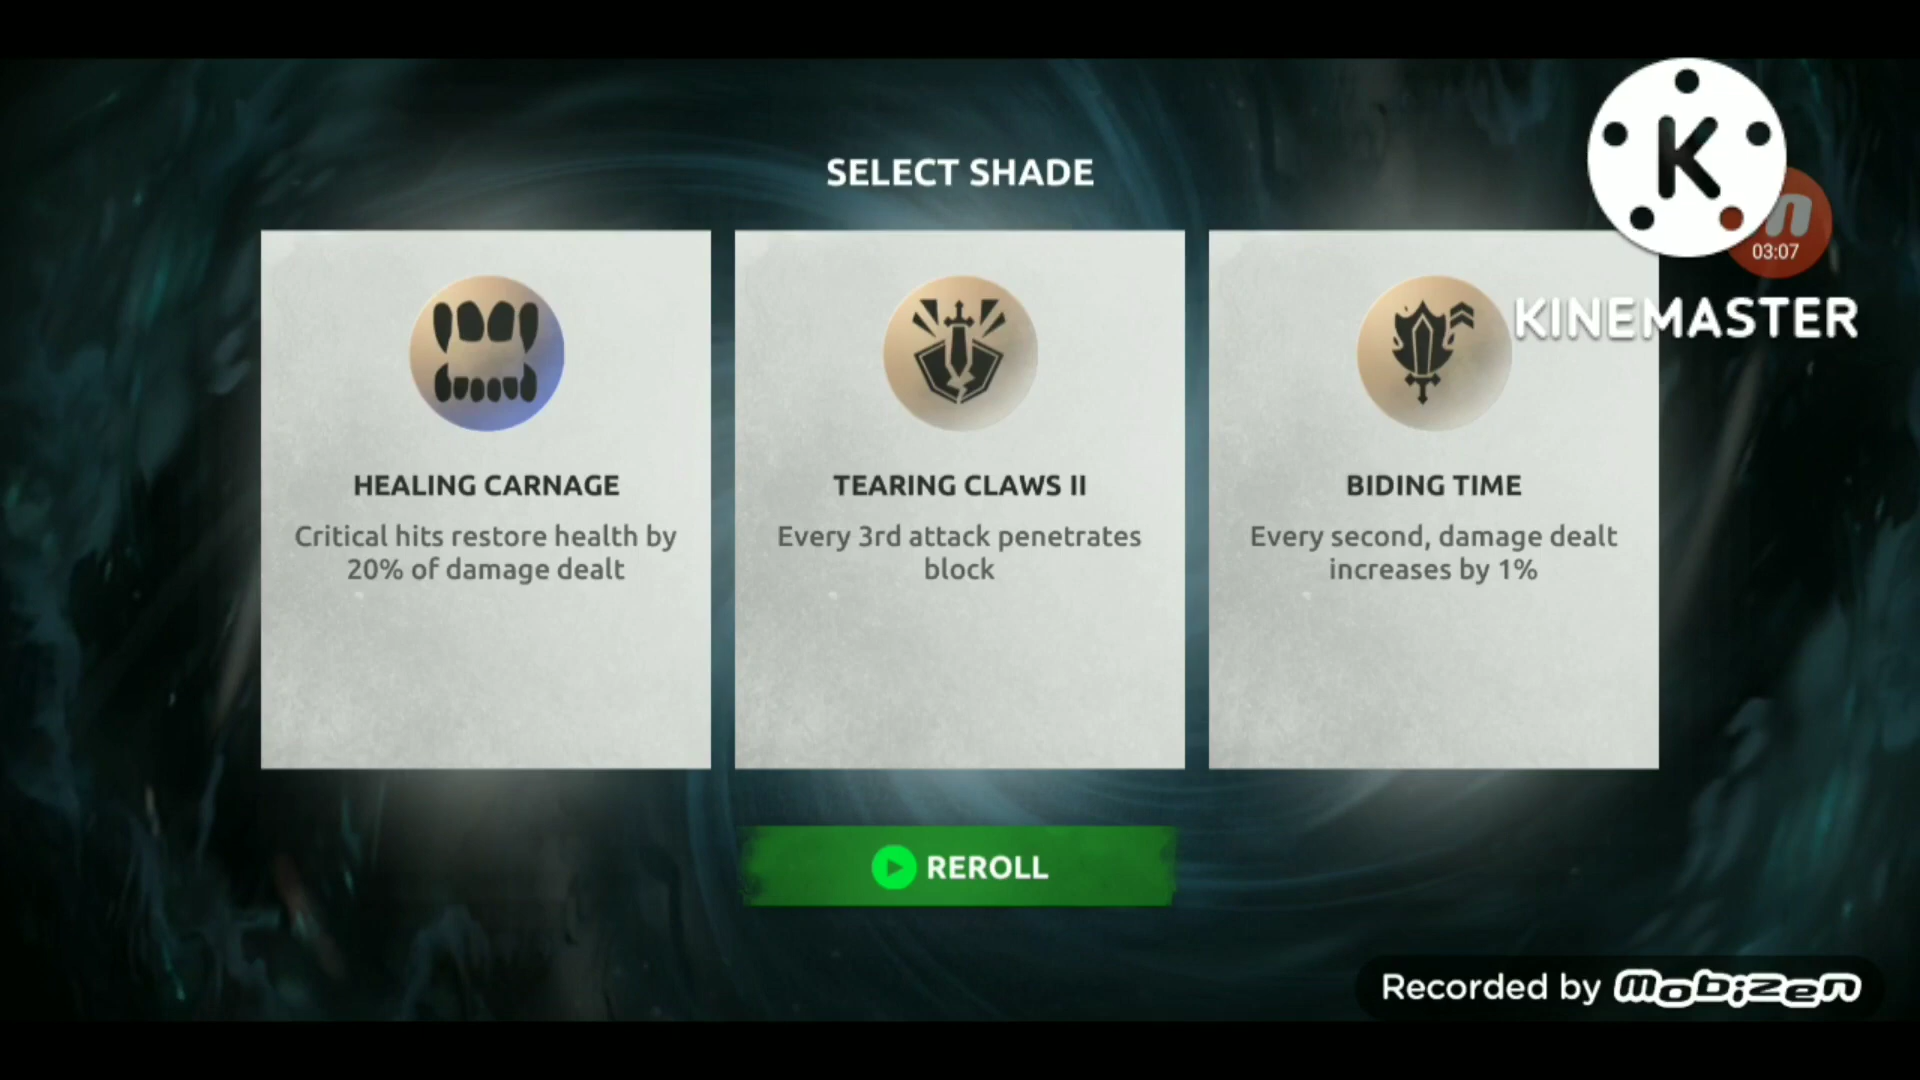 SELECT SHADE
K
03:07
KINEMASTER
HEALING CARNAGE
Critical hits restore health by
20% of damage dealt
TEARING CLAWS II
Every 3rd attack penetrates
block
BIDING TIME
Every second, damage dealt
increases by 1%
REROLL
Recorded by mobizen